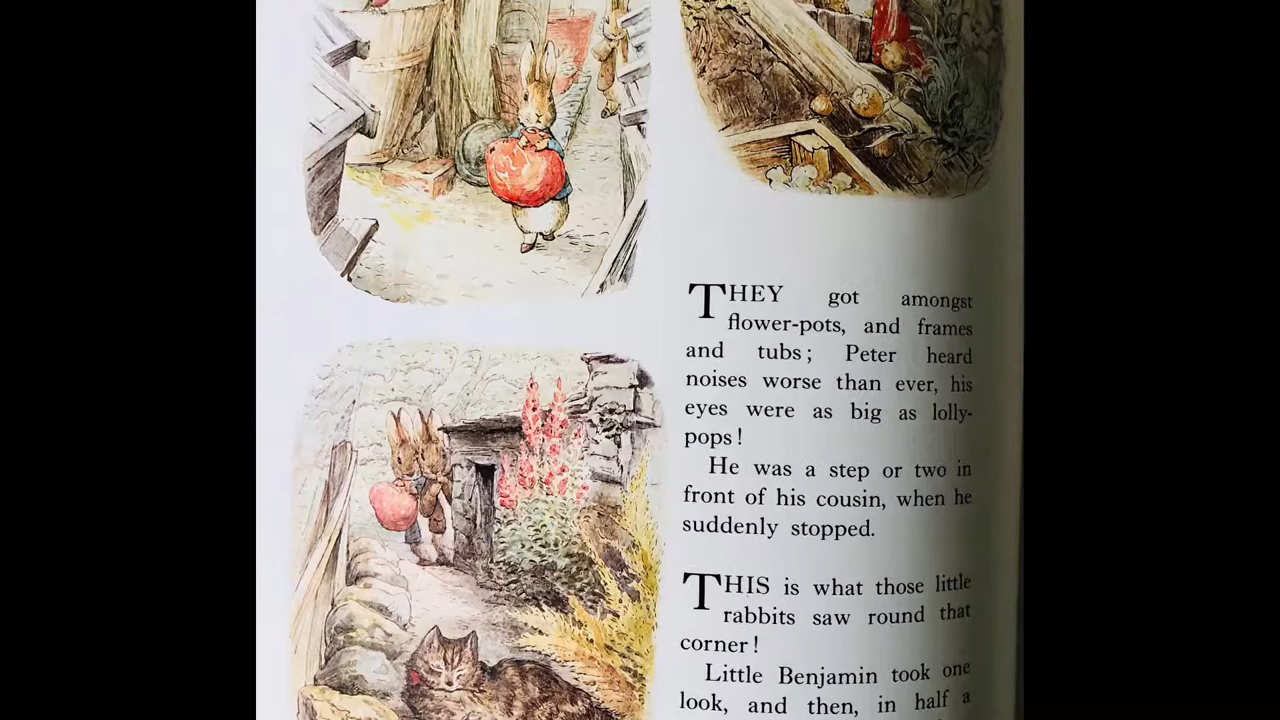 THEY got amongst
flower-pots, and frames
and tubs; Peter heard
noises worse than ever, his
eyes were as big as lolly-
pops!
He was a step or two in
front of his cousin, when he
suddenly stopped.
THIS is what those little
rabbits saw round that
corner!
Little Benjamin took one
look, and then, in half a